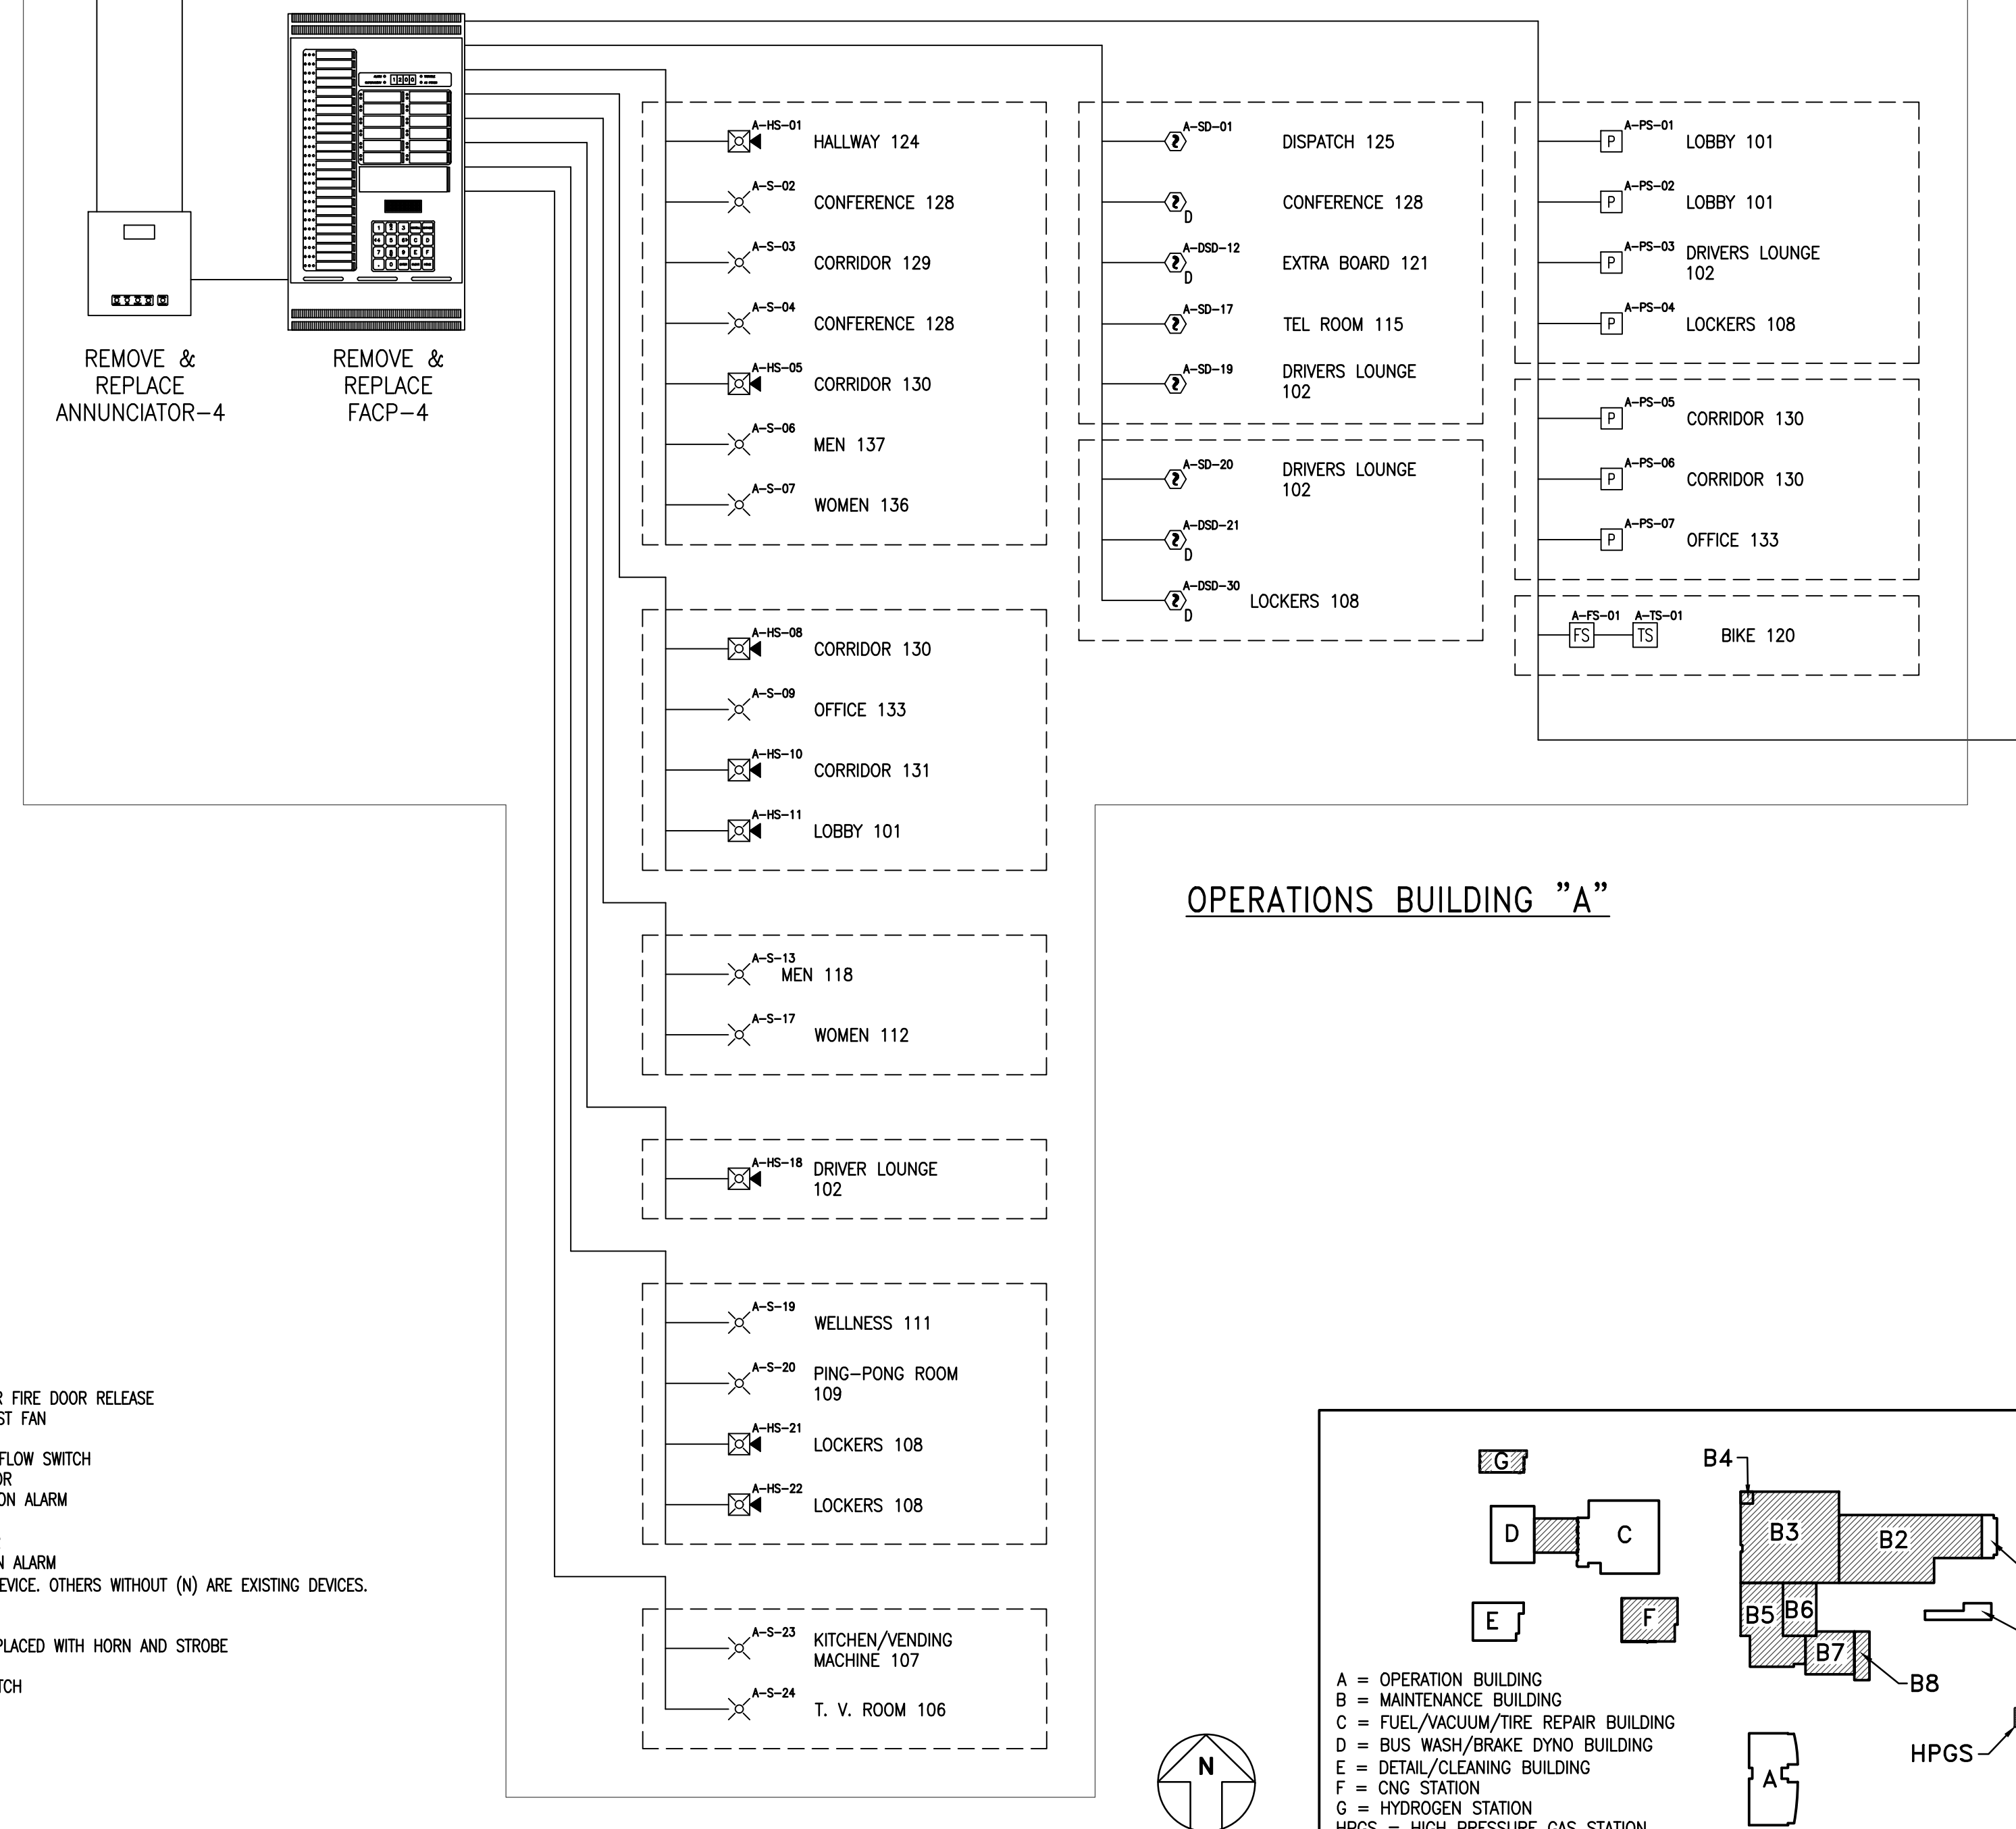 REMOVE &
REPLACE
ANNUNCIATOR-4
REMOVE &
REPLACE
FACP-4
A-HS-01
HALLWAY 124
A-S-02
CONFERENCE 128
A-S-03
CORRIDOR 129
A-S-04
CONFERENCE 128
A-HS-05
CORRIDOR 130
A-S-06
MEN 137
A-S-07
WOMEN 136
A-HS-08
CORRIDOR 130
A-S-09
OFFICE 133
A-HS-10
CORRIDOR 131
A-HS-11
LOBBY 101
A-S-13
MEN 118
A-S-17
WOMEN 112
A-HS-18
DRIVER LOUNGE
102
A-S-19
WELLNESS 111
A-S-20
PING-PONG ROOM
109
A-HS-21
LOCKERS 108
A-HS-22
LOCKERS 108
A-S-23
KITCHEN/VENDING
MACHINE 107
A-S-24
T. V. ROOM 106
A-SD-01
DISPATCH 125
D
CONFERENCE 128
A-DSD-12
D
EXTRA BOARD 121
A-SD-17
TEL ROOM 115
A-SD-19
DRIVERS LOUNGE
102
A-SD-20
DRIVERS LOUNGE
102
A-DSD-21
D
A-DSD-30
D
LOCKERS 108
A-PS-01
P
LOBBY 101
A-PS-02
P
LOBBY 101
A-PS-03
P
DRIVERS LOUNGE
102
A-PS-04
P
LOCKERS 108
A-PS-05
P
CORRIDOR 130
A-PS-06
P
CORRIDOR 130
A-PS-07
P
OFFICE 133
A-FS-01 A-TS-01
FS TS BIKE 120
OPERATIONS BUILDING "A"
FIRE DOOR RELEASE
FAN
FLOW SWITCH
ALARM
ALARM
OTHERS WITHOUT (N) ARE EXISTING DEVICES.
WITH HORN AND STROBE
N
G
D
C
E
F
B4
B3
B2
B5
B6
B7
B8
HPGS
A
A = OPERATION BUILDING
B = MAINTENANCE BUILDING
C = FUEL/VACUUM/TIRE REPAIR BUILDING
D = BUS WASH/BRAKE DYNO BUILDING
E = DETAIL/CLEANING BUILDING
F = CNG STATION
G = HYDROGEN STATION
HPGS = HIGH PRESSURE GAS STATION